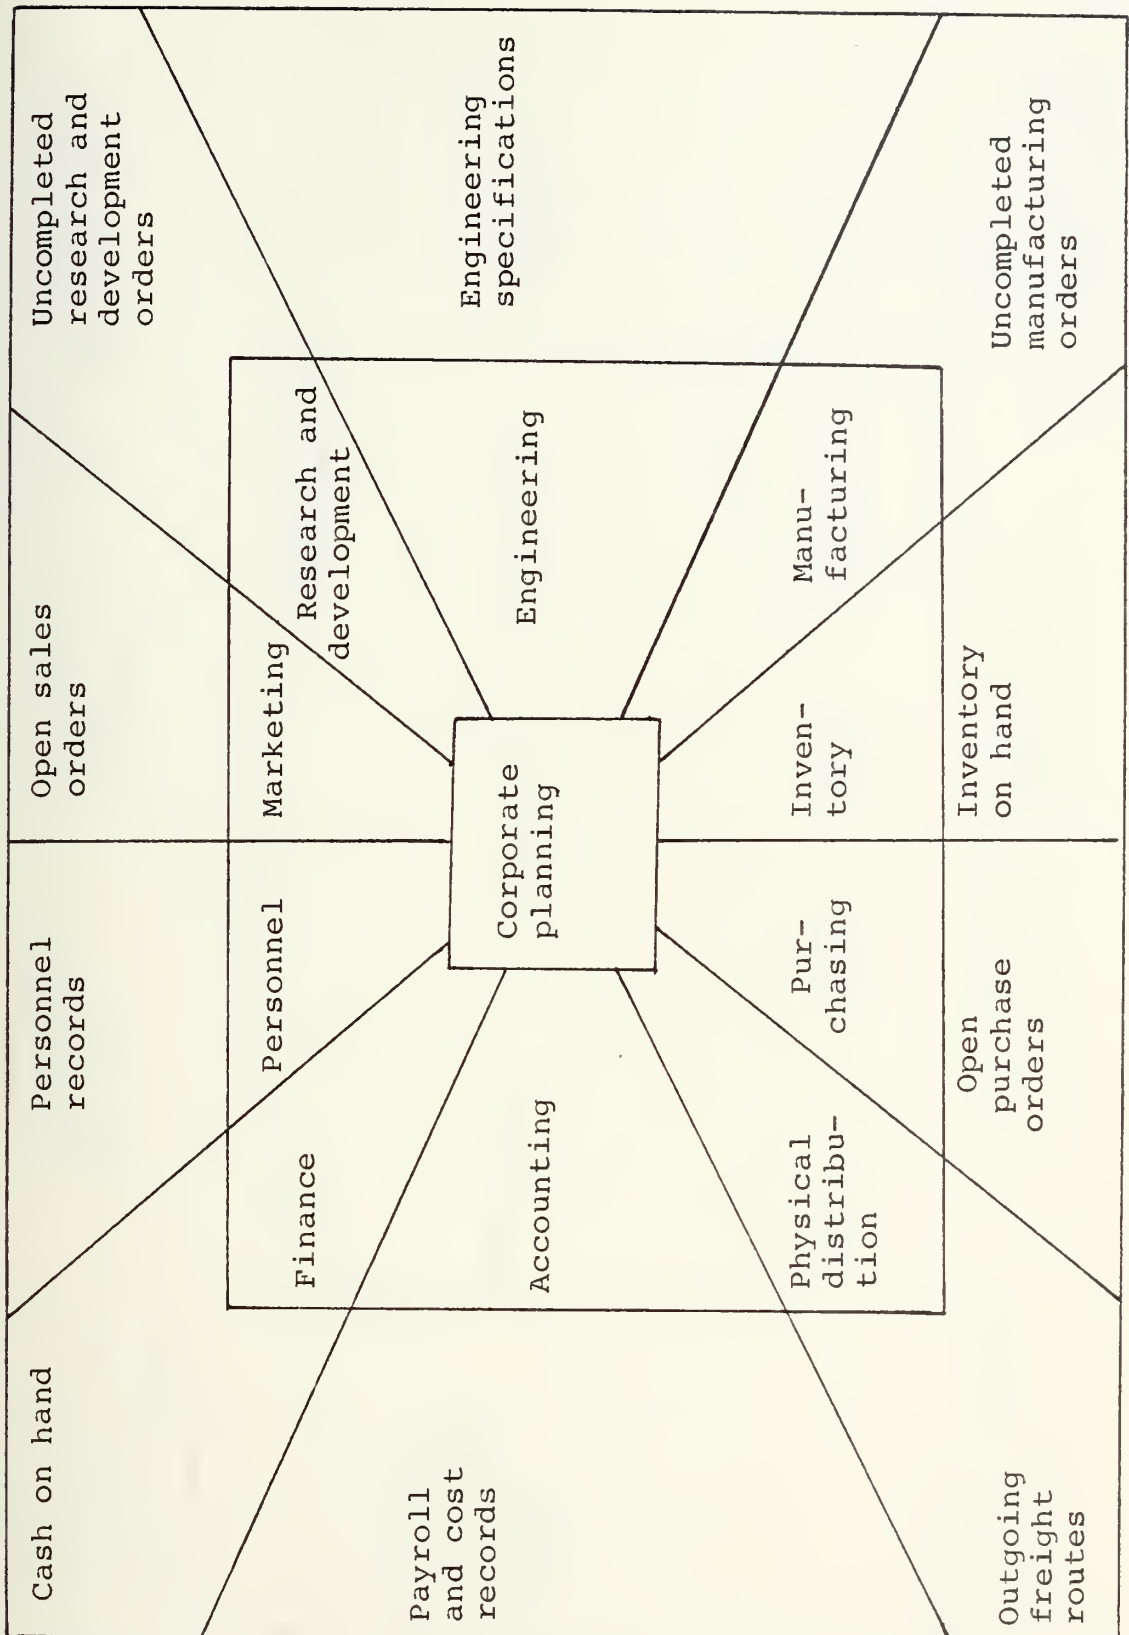 Cash on hand
Personnel
records
Open sales
orders
Uncompleted
research and
development
orders
Finance
Personnel
Marketing
Research and
development
Payroll
and cost
records
Accounting
Corporate
planning
Engineering
Engineering
specifications
Physical
distribu-
tion
Pur-
chasing
Inven-
tory
Manu-
facturing
Outgoing
freight
routes
Open
purchase
orders
Inventory
on hand
Uncompleted
manufacturing
orders